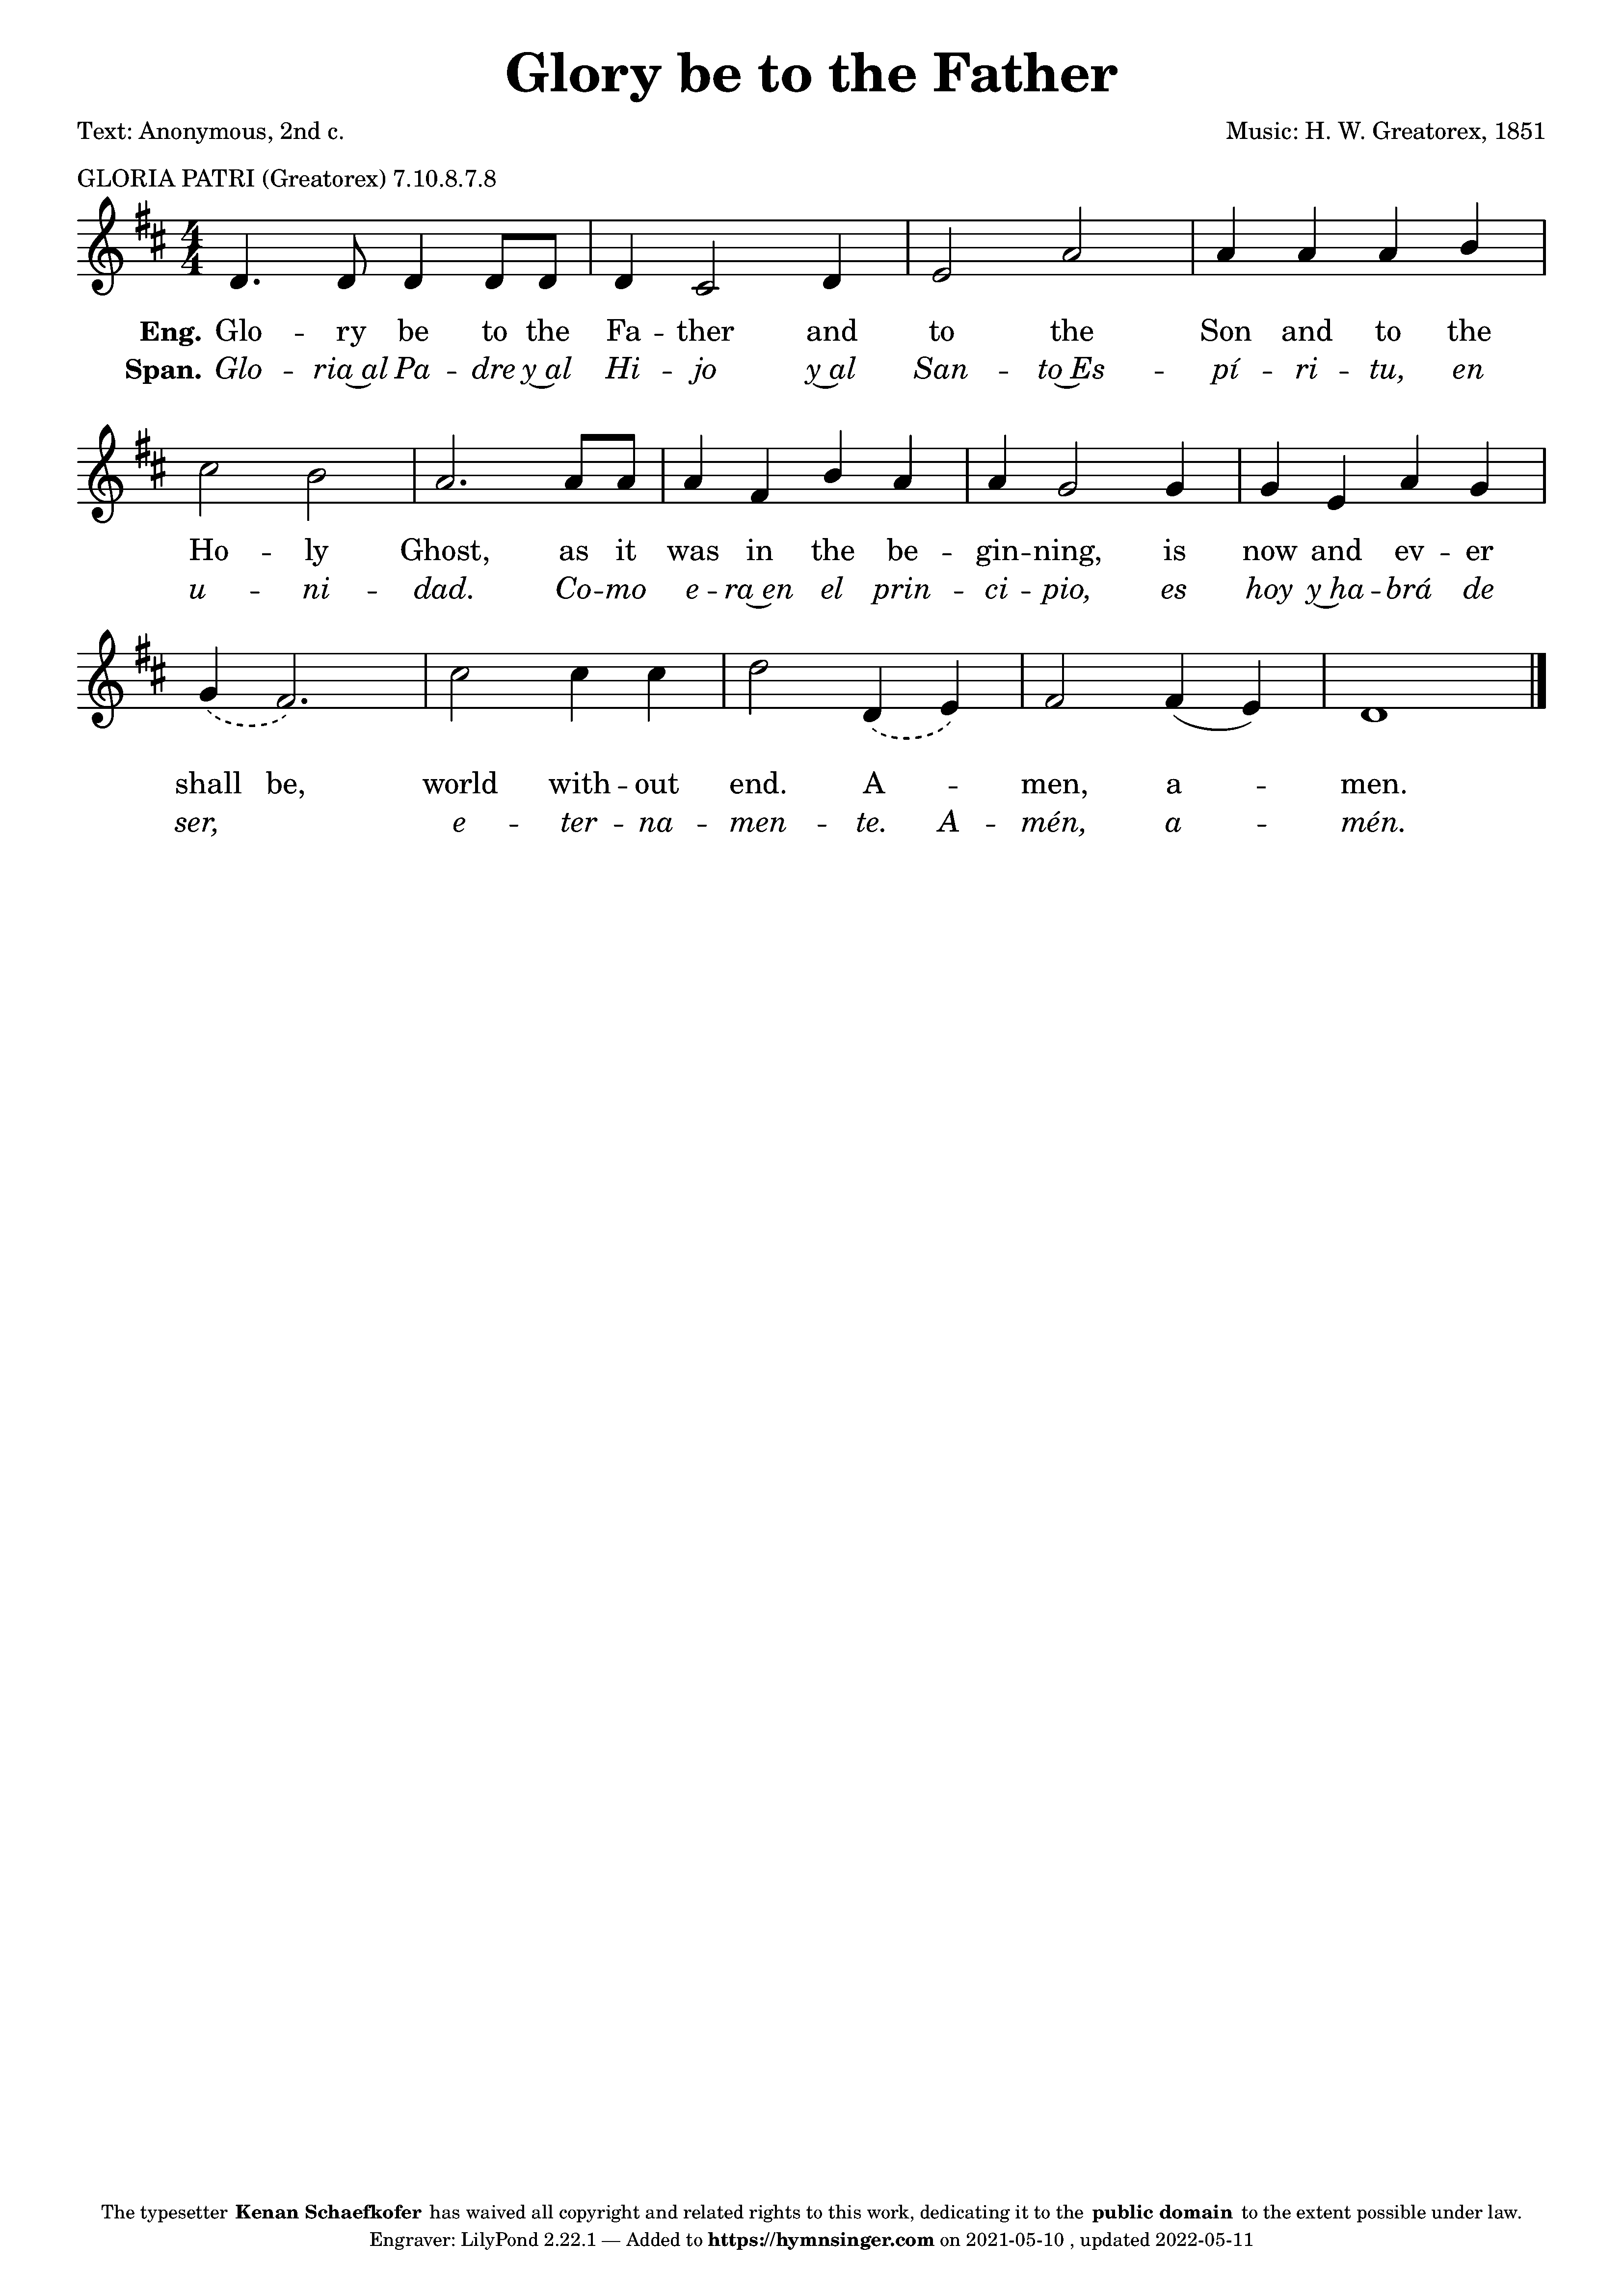 Glory be to the Father
Text: Anonymous, 2nd c. Music: H. W. Greatorex, 1851
GLORIA PATRI (Greatorex) 7.10.8.7.8
4/4
Eng. Glo - ry be to the Fa - ther and to the Son and to the
Span. Glo - ria‿al Pa - dre y‿al Hi - jo y‿al San - to‿Es - pí - ri - tu, en
Ho - ly Ghost, as it was in the be - gin - ning, is now and ev - er
u - ni - dad. Co - mo e - ra‿en el prin - ci - pio, es hoy y‿ha - brá de
shall be, world with - out end. A - men, a - men.
ser, e - ter - na - men - te. A - mén, a - mén.
The typesetter Kenan Schaefkofer has waived all copyright and related rights to this work, dedicating it to the public domain to the extent possible under law.
Engraver: LilyPond 2.22.1 — Added to https://hymnsinger.com on 2021-05-10 , updated 2022-05-11